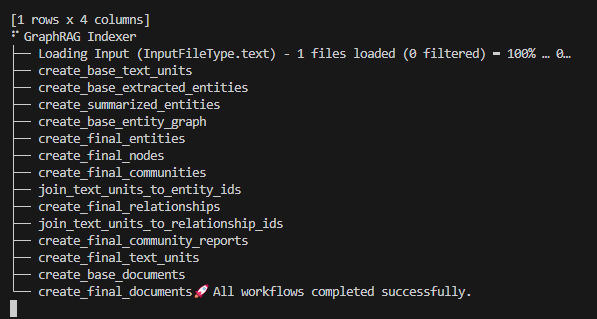 [1 rows x 4 columns]
GraphRAG Indexer
├── Loading Input (InputFileType.text) - 1 files loaded (0 filtered) ━ 100% … 0…
├── create_base_text_units
├── create_base_extracted_entities
├── create_summarized_entities
├── create_base_entity_graph
├── create_final_entities
├── create_final_nodes
├── create_final_communities
├── join_text_units_to_entity_ids
├── create_final_relationships
├── join_text_units_to_relationship_ids
├── create_final_community_reports
├── create_final_text_units
├── create_base_documents
└── create_final_documents🚀 All workflows completed successfully.